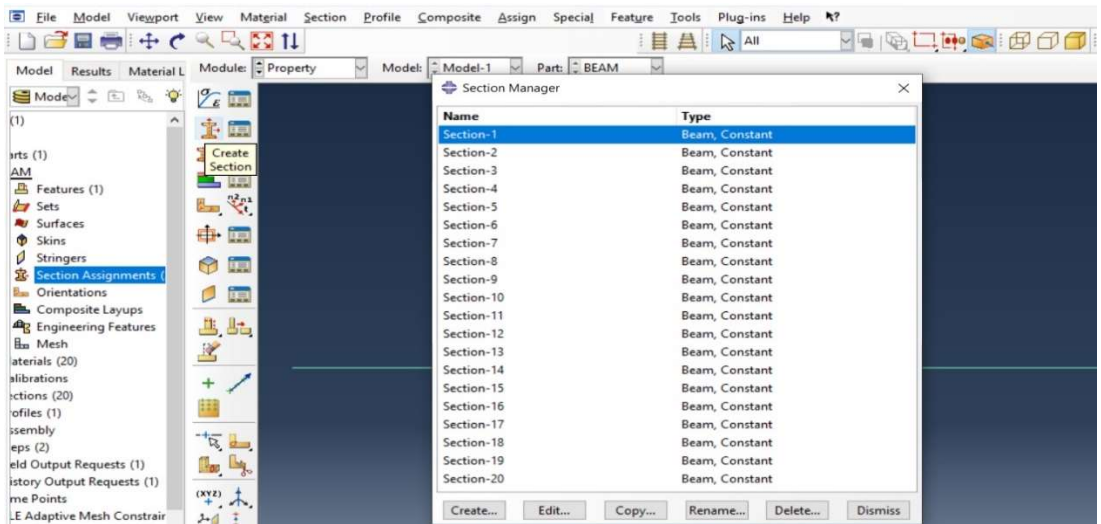 File Model Viewport View Material Section Profile Composite Assign Special Feature Tools Plug-ins Help
All
Model Results Material L Module: Property Model: Model-1 Part: BEAM
Mode
Section Manager
(1)
arts (1)
AM
Features (1)
Sets
Surfaces
Skins
Stringers
Section Assignments (
Orientations
Composite Layups
Engineering Features
Mesh
aterials (20)
alibrations
ections (20)
rofiles (1)
ssembly
eps (2)
eld Output Requests (1)
istory Output Requests (1)
me Points
LE Adaptive Mesh Constrair
Create
Section
(XYZ)
Name Type
Section-1 Beam, Constant
Section-2 Beam, Constant
Section-3 Beam, Constant
Section-4 Beam, Constant
Section-5 Beam, Constant
Section-6 Beam, Constant
Section-7 Beam, Constant
Section-8 Beam, Constant
Section-9 Beam, Constant
Section-10 Beam, Constant
Section-11 Beam, Constant
Section-12 Beam, Constant
Section-13 Beam, Constant
Section-14 Beam, Constant
Section-15 Beam, Constant
Section-16 Beam, Constant
Section-17 Beam, Constant
Section-18 Beam, Constant
Section-19 Beam, Constant
Section-20 Beam, Constant
Create... Edit... Copy... Rename... Delete... Dismiss